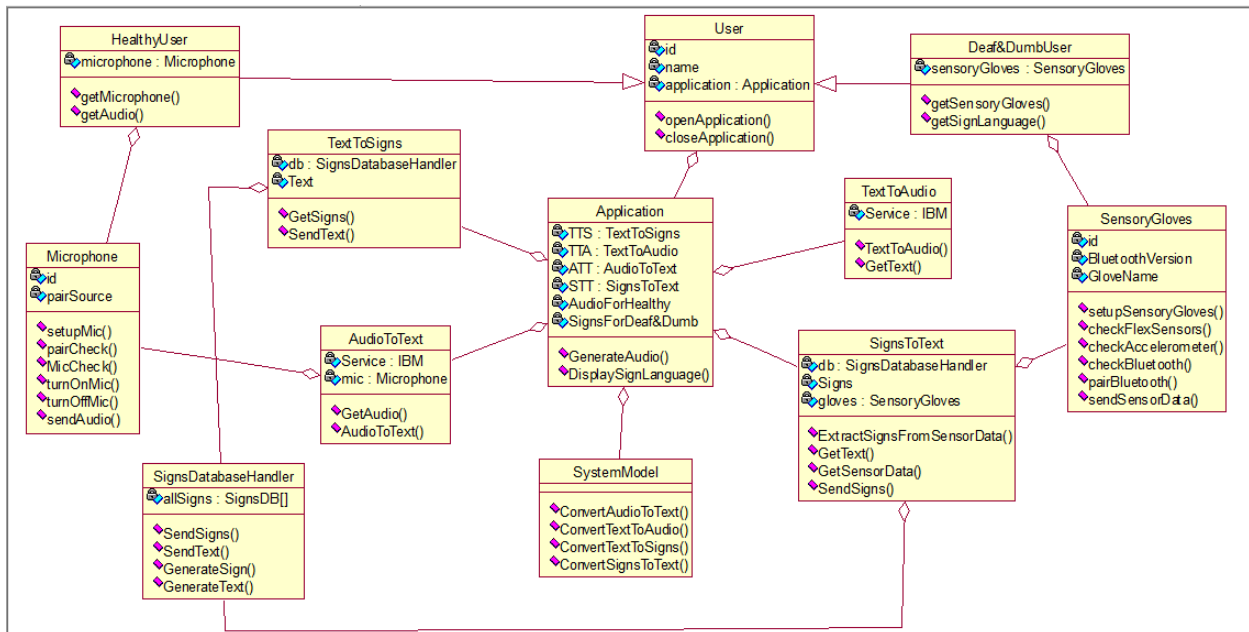 HealthyUser
microphone : Microphone
getMicrophone()
getAudio()
User
id
name
application : Application
openApplication()
closeApplication()
Deaf&DumbUser
sensoryGloves : SensoryGloves
getSensoryGloves()
getSignLanguage()
TextToSigns
db : SignsDatabaseHandler
Text
GetSigns()
SendText()
Application
TTS : TextToSigns
TTA : TextToAudio
ATT : AudioToText
STT : SignsToText
AudioForHealthy
SignsForDeaf&Dumb
GenerateAudio()
DisplaySignLanguage()
TextToAudio
Service : IBM
TextToAudio()
GetText()
SensoryGloves
id
BluetoothVersion
GloveName
setupSensoryGloves()
checkFlexSensors()
checkAccelerometer()
checkBluetooth()
pairBluetooth()
sendSensorData()
Microphone
id
pairSource
setupMic()
pairCheck()
MicCheck()
turnOnMic()
turnOffMic()
sendAudio()
AudioToText
Service : IBM
mic : Microphone
GetAudio()
AudioToText()
SignsToText
db : SignsDatabaseHandler
Signs
gloves : SensoryGloves
ExtractSignsFromSensorData()
GetText()
GetSensorData()
SendSigns()
SignsDatabaseHandler
allSigns : SignsDB[]
SendSigns()
SendText()
GenerateSign()
GenerateText()
SystemModel
ConvertAudioToText()
ConvertTextToAudio()
ConvertTextToSigns()
ConvertSignsToText()